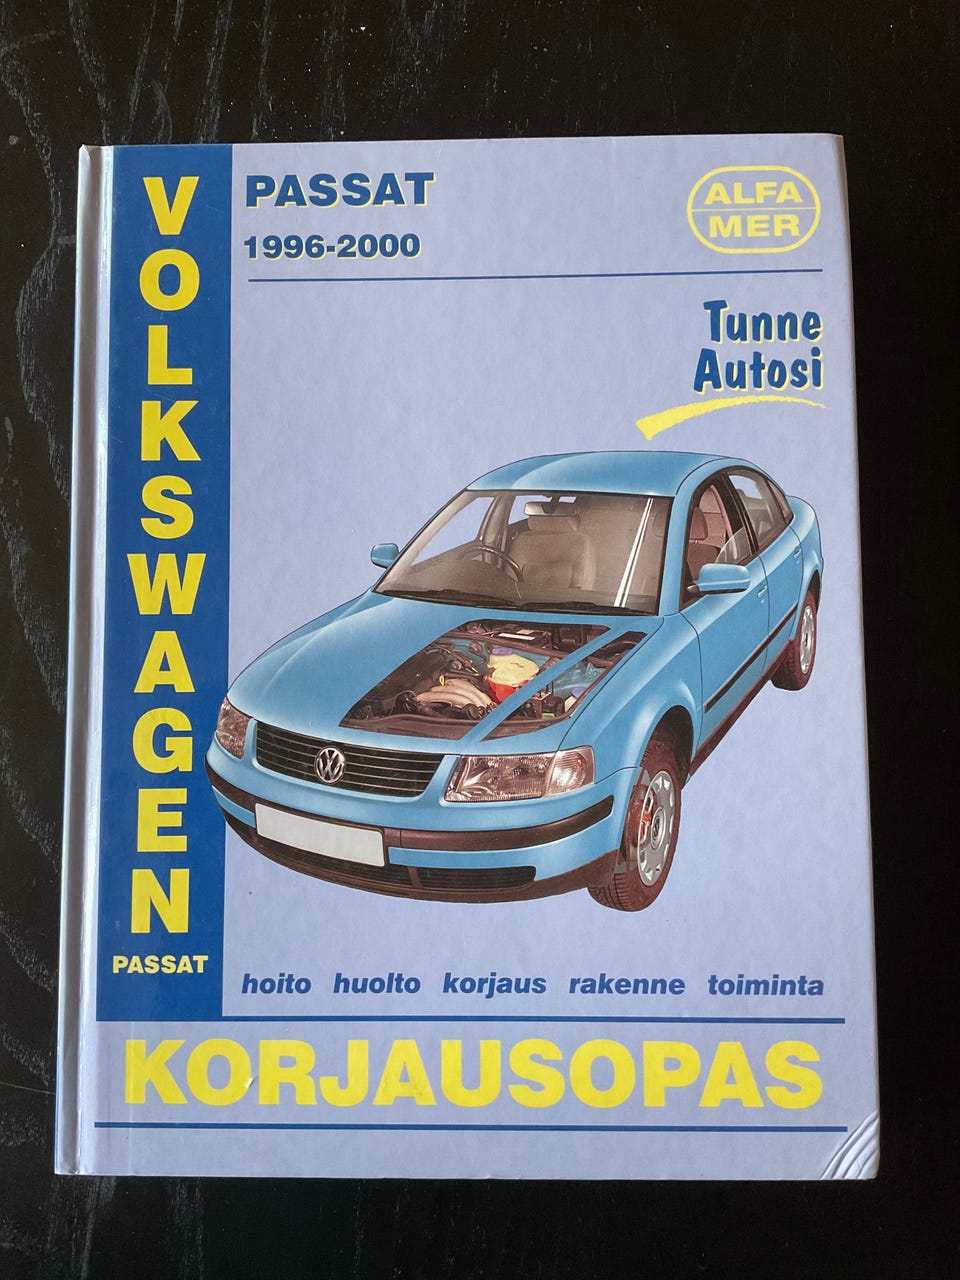 VOLKSWAGEN
PASSAT
PASSAT
1996-2000
ALFA
MER
Tunne
Autosi
hoito huolto korjaus rakenne toiminta
KORJAUSOPAS